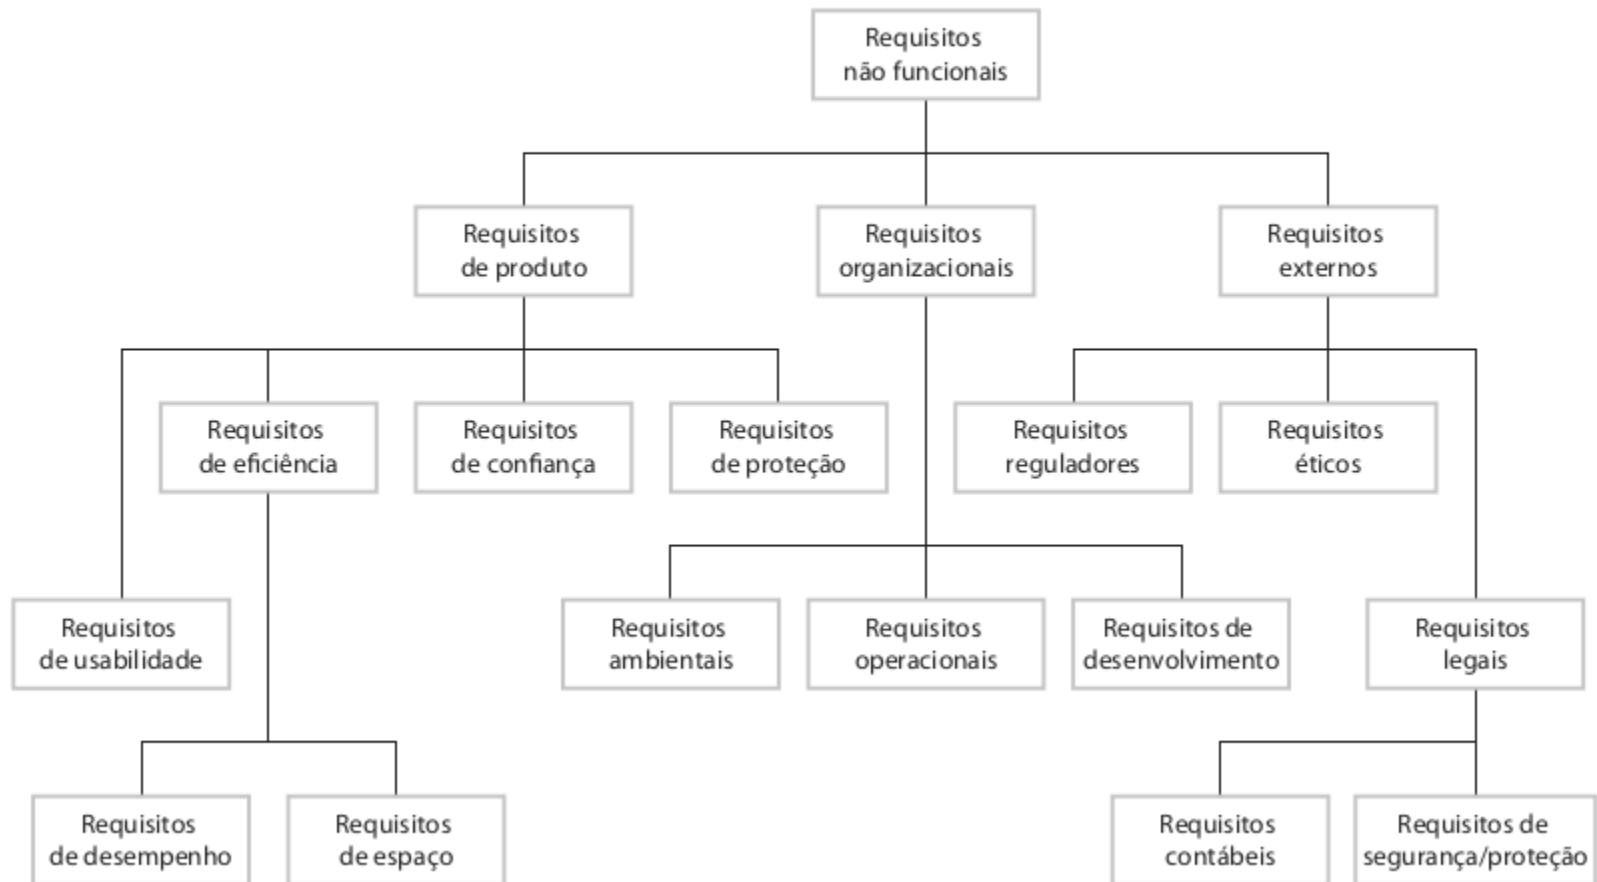 Requisitos
não funcionais
Requisitos
de produto
Requisitos
organizacionais
Requisitos
externos
Requisitos
de eficiência
Requisitos
de confiança
Requisitos
de proteção
Requisitos
reguladores
Requisitos
éticos
Requisitos
de usabilidade
Requisitos
ambientais
Requisitos
operacionais
Requisitos de
desenvolvimento
Requisitos
legais
Requisitos
de desempenho
Requisitos
de espaço
Requisitos
contábeis
Requisitos de
segurança/proteção